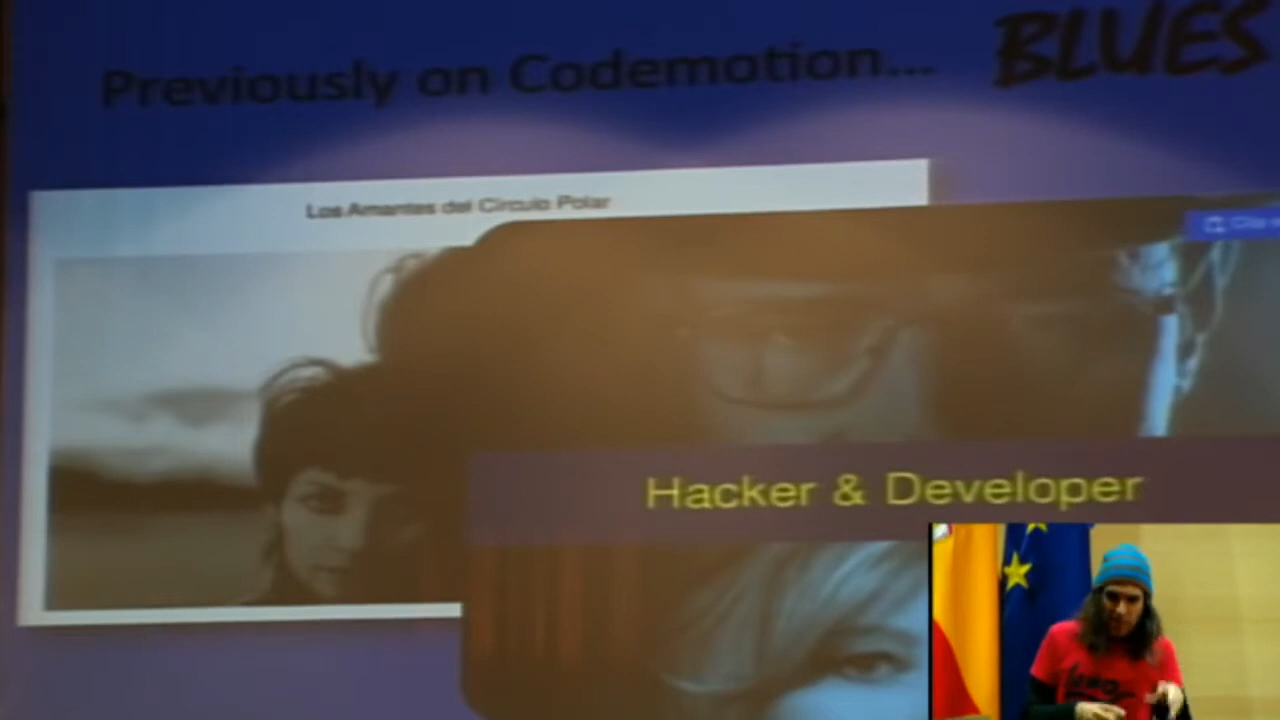 Previously on Codemotion...
BLUES
Los Amantes del Círculo Polar
Hacker & Developer